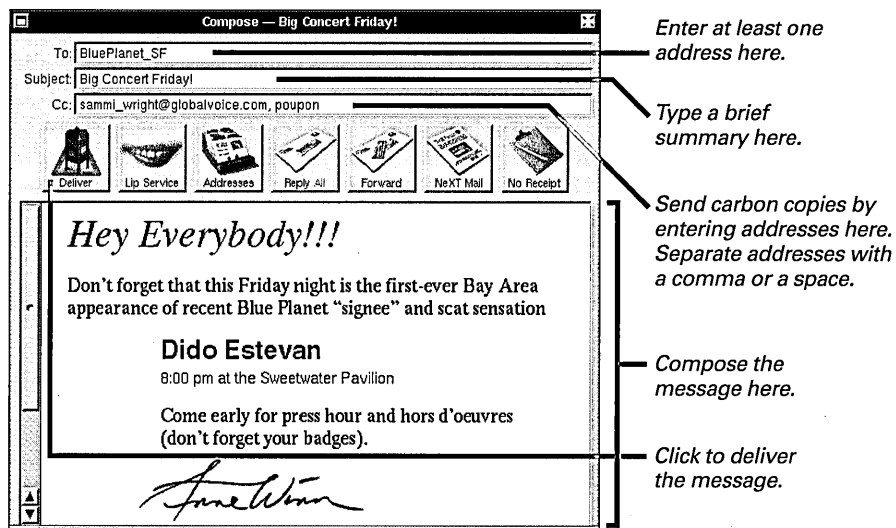 Compose — Big Concert Friday!
To: BluePlanet_SF
Subject: Big Concert Friday!
Cc: sammi_wright@globalvoice.com, poupon
Deliver Lip Service Addresses Reply All Forward NeXT Mail No Receipt
Hey Everybody!!!
Don't forget that this Friday night is the first-ever Bay Area
appearance of recent Blue Planet “signee” and scat sensation
Dido Estevan
8:00 pm at the Sweetwater Pavilion
Come early for press hour and hors d'oeuvres
(don't forget your badges).
Anne Winn
Enter at least one
address here.
Type a brief
summary here.
Send carbon copies by
entering addresses here.
Separate addresses with
a comma or a space.
Compose the
message here.
Click to deliver
the message.